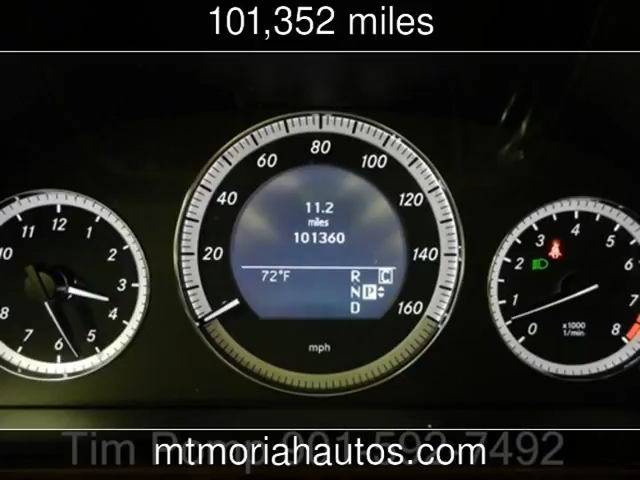 101,352 miles
80
60 100
40 120
11.2
miles
101360
20 140
72°F R C
N P
D
160
mph
11 12 1
10 2
3
8 4
7 6 5
3 4 5
2 6
1 7
0 8
x1000
1/min
Tim 901-592-7492
mtmoriahautos.com